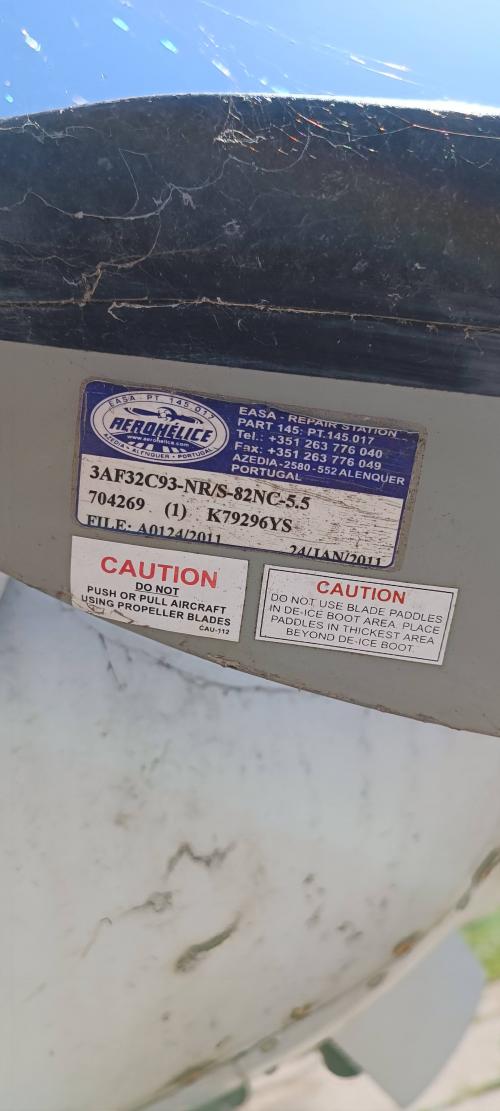 EASA - PT. 145.017
AEROHÉLICE
www.aerohelice.com
AZEDIA - ALENQUER - PORTUGAL
EASA - REPAIR STATION
PART 145: PT.145 017
Tel.: +351 263 776 040
Fax: +351 263 776 049
AZEDIA - 2580 - 552 ALENQUER
PORTUGAL
3AF32C93-NR/S-82NC-5.5
704269 (1) K79296YS
FILE: A0124/2011 24/JAN/2011
CAUTION
DO NOT
PUSH OR PULL AIRCRAFT
USING PROPELLER BLADES
CAU-112
CAUTION
DO NOT USE BLADE PADDLES
IN DE-ICE BOOT AREA. PLACE
PADDLES IN THICKEST AREA
BEYOND DE-ICE BOOT.